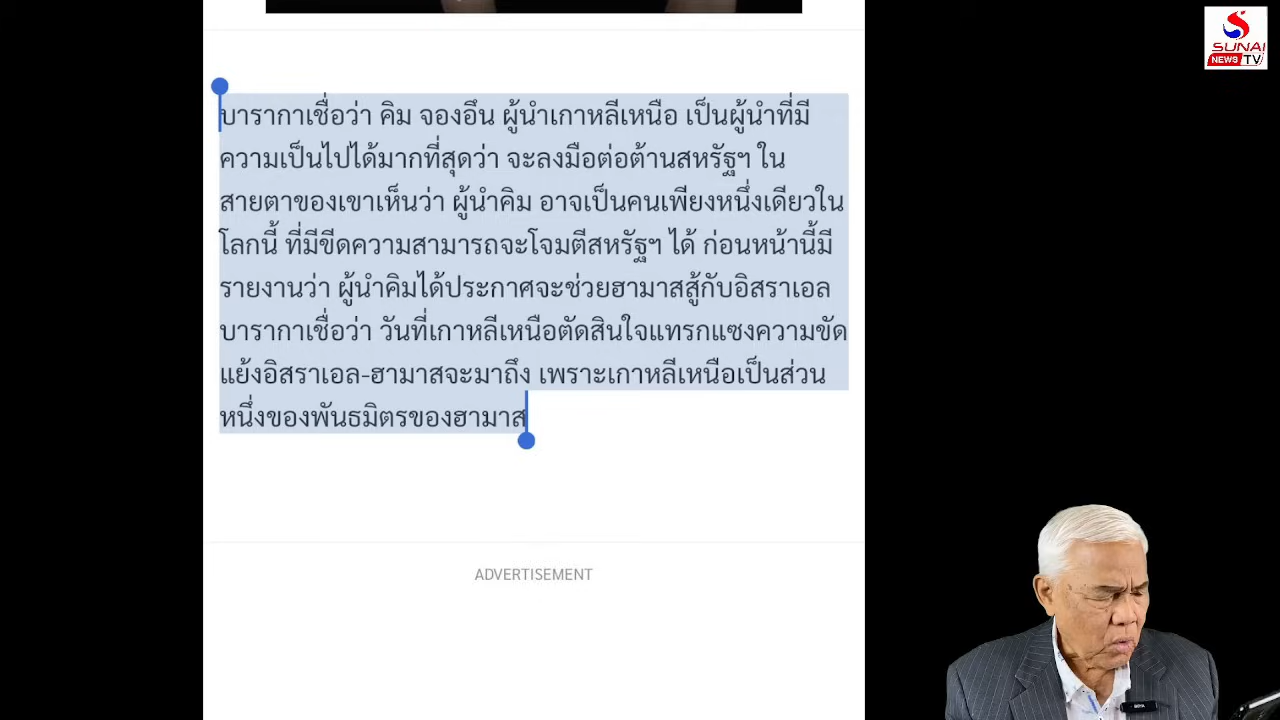 SUNAI
NEWS TV
บารากาเชื่อว่า คิม จองอึน ผู้นำเกาหลีเหนือ เป็นผู้นำที่มี
ความเป็นไปได้มากที่สุดว่า จะลงมือต่อต้านสหรัฐฯ ใน
สายตาของเขาเห็นว่า ผู้นำคิม อาจเป็นคนเพียงหนึ่งเดียวใน
โลกนี้ ที่มีขีดความสามารถจะโจมตีสหรัฐฯ ได้ ก่อนหน้านี้มี
รายงานว่า ผู้นำคิมได้ประกาศจะช่วยฮามาสสู้กับอิสราเอล
บารากาเชื่อว่า วันที่เกาหลีเหนือตัดสินใจแทรกแซงความขัด
แย้งอิสราเอล-ฮามาสจะมาถึง เพราะเกาหลีเหนือเป็นส่วน
หนึ่งของพันธมิตรของฮามาส
ADVERTISEMENT